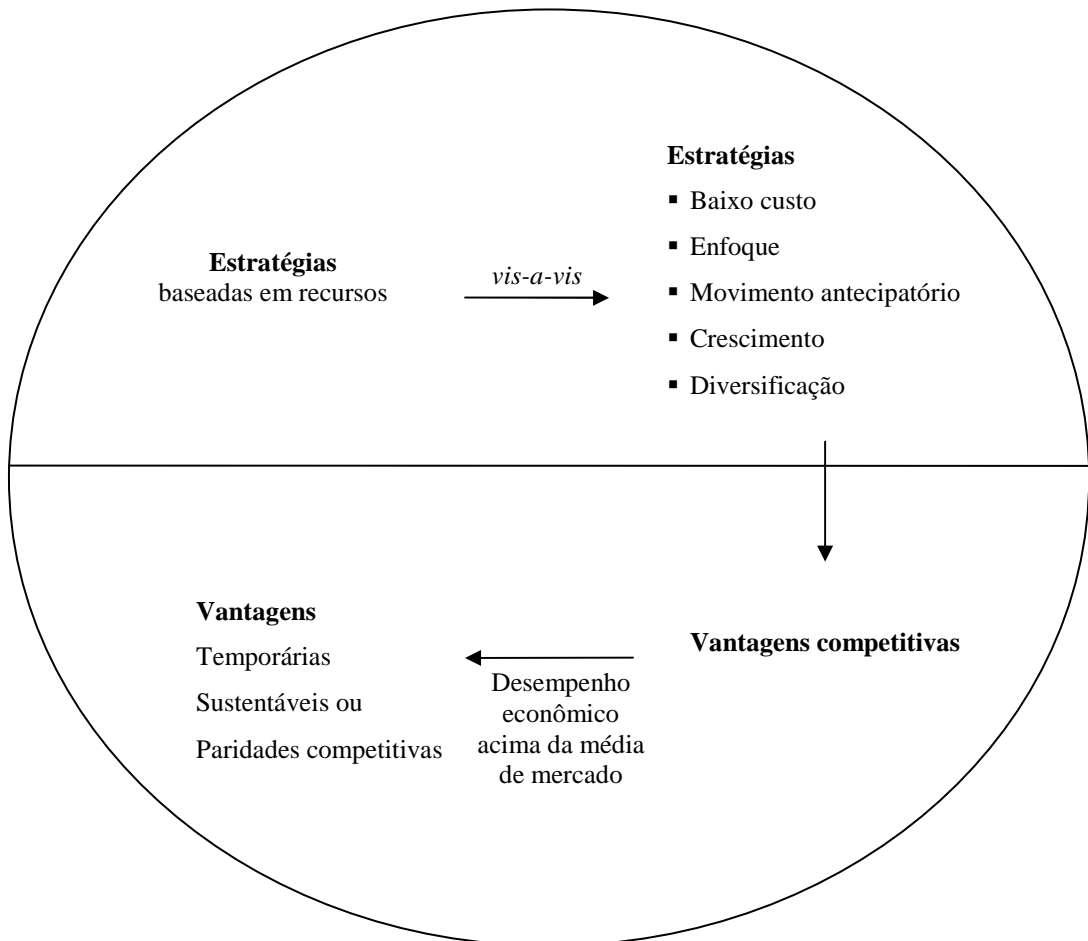 Estratégias
baseadas em recursos
vis-a-vis
Estratégias
▪ Baixo custo
▪ Enfoque
▪ Movimento antecipatório
▪ Crescimento
▪ Diversificação
Vantagens
Temporárias
Sustentáveis ou
Paridades competitivas
Desempenho
econômico
acima da média
de mercado
Vantagens competitivas